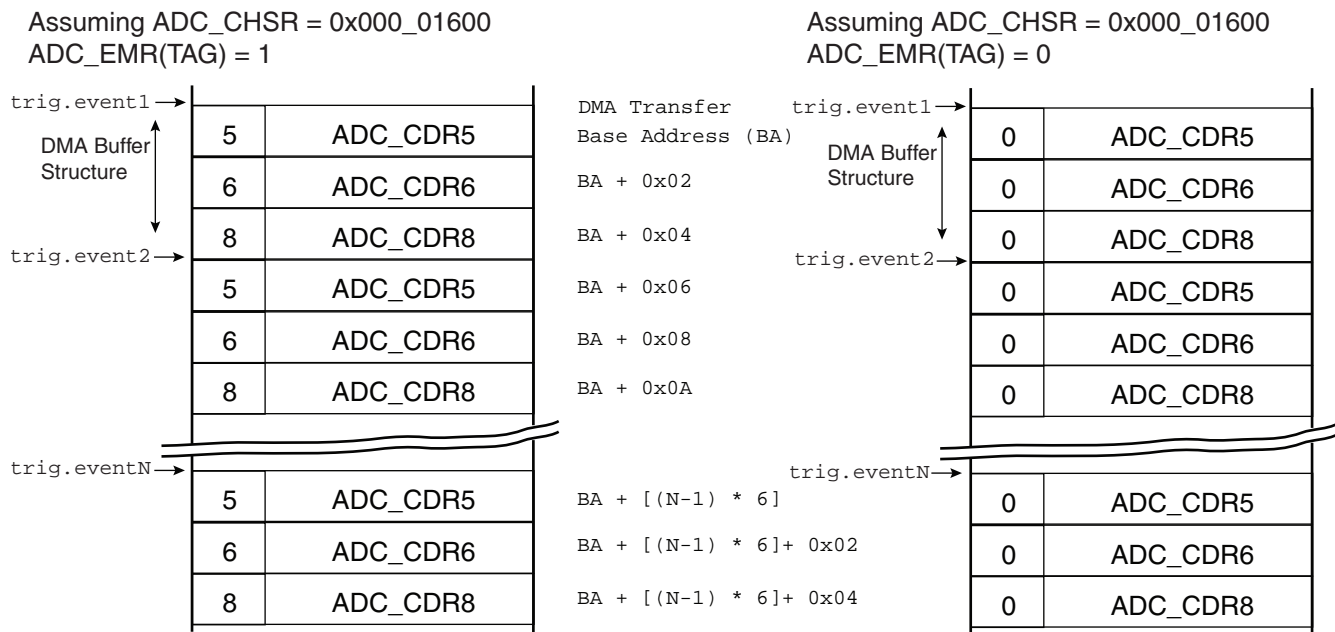 Assuming ADC_CHSR = 0x000_01600
ADC_EMR(TAG) = 1
trig.event1
DMA Buffer
Structure
5 ADC_CDR5
6 ADC_CDR6
8 ADC_CDR8
trig.event2
5 ADC_CDR5
6 ADC_CDR6
8 ADC_CDR8
trig.eventN
5 ADC_CDR5
6 ADC_CDR6
8 ADC_CDR8
DMA Transfer
Base Address (BA)
BA + 0x02
BA + 0x04
BA + 0x06
BA + 0x08
BA + 0x0A
BA + [(N-1) * 6]
BA + [(N-1) * 6]+ 0x02
BA + [(N-1) * 6]+ 0x04
Assuming ADC_CHSR = 0x000_01600
ADC_EMR(TAG) = 0
trig.event1
DMA Buffer
Structure
0 ADC_CDR5
0 ADC_CDR6
0 ADC_CDR8
trig.event2
0 ADC_CDR5
0 ADC_CDR6
0 ADC_CDR8
trig.eventN
0 ADC_CDR5
0 ADC_CDR6
0 ADC_CDR8